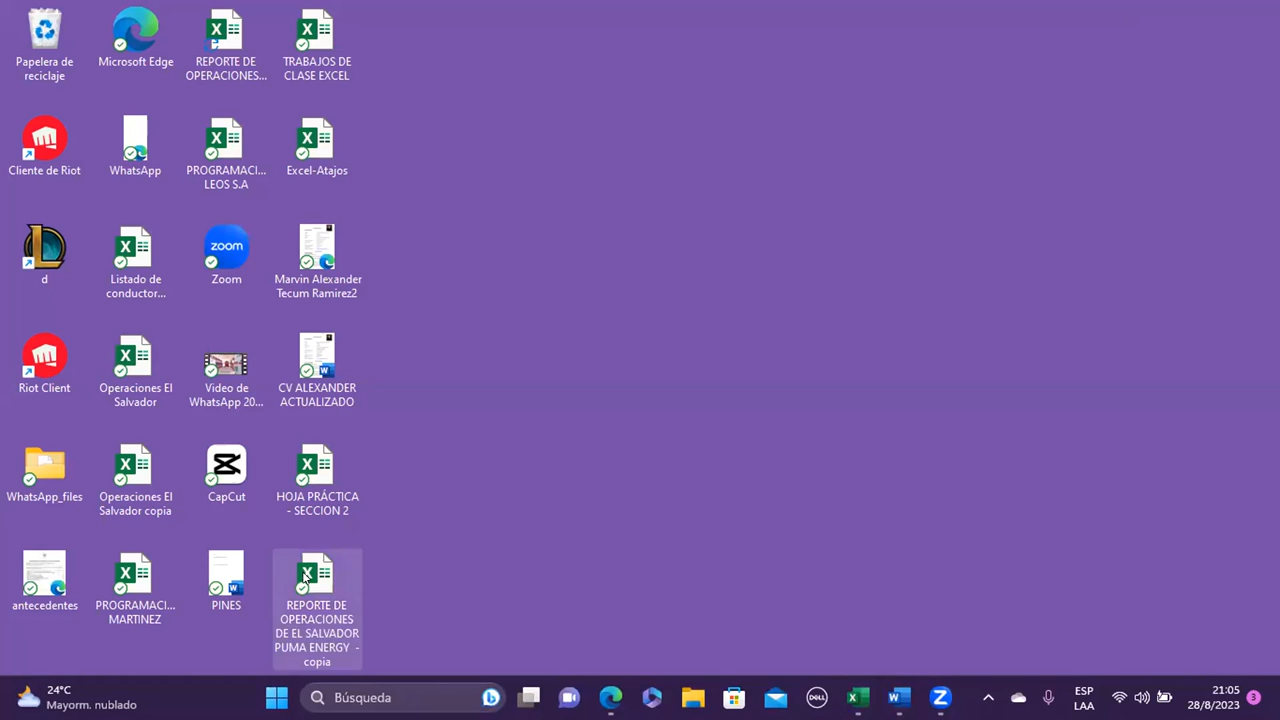 Papelera de
reciclaje
Microsoft Edge
REPORTE DE
OPERACIONES...
TRABAJOS DE
CLASE EXCEL
Cliente de Riot
WhatsApp
PROGRAMACI...
LEOS S.A
Excel-Atajos
d
Listado de
conductor...
zoom
Zoom
Marvin Alexander
Tecum Ramirez2
Riot Client
Operaciones El
Salvador
Video de
WhatsApp 20...
CV ALEXANDER
ACTUALIZADO
WhatsApp_files
Operaciones El
Salvador copia
CapCut
HOJA PRÁCTICA
- SECCION 2
antecedentes
PROGRAMACI...
MARTINEZ
PINES
REPORTE DE
OPERACIONES
DE EL SALVADOR
PUMA ENERGY -
copia
24°C
Mayorm. nublado
Búsqueda
DELL
ESP
LAA
21:05
28/8/2023
3